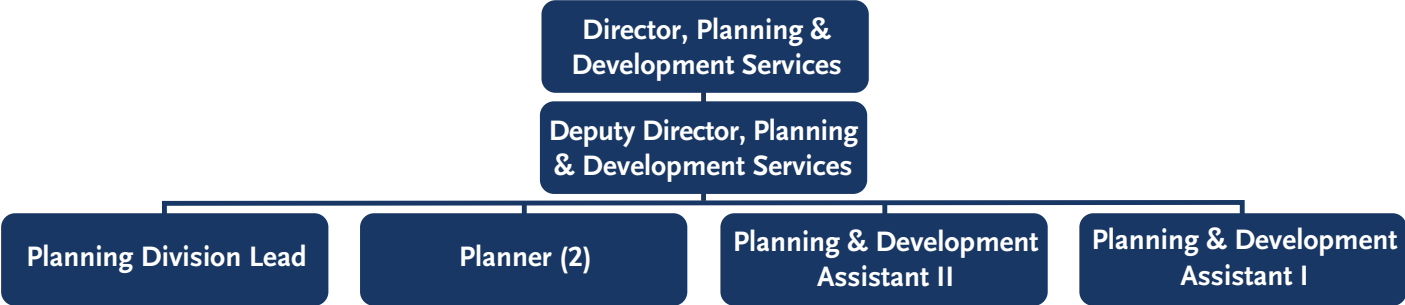 Director, Planning &
Development Services
Deputy Director, Planning
& Development Services
Planning Division Lead
Planner (2)
Planning & Development
Assistant II
Planning & Development
Assistant I